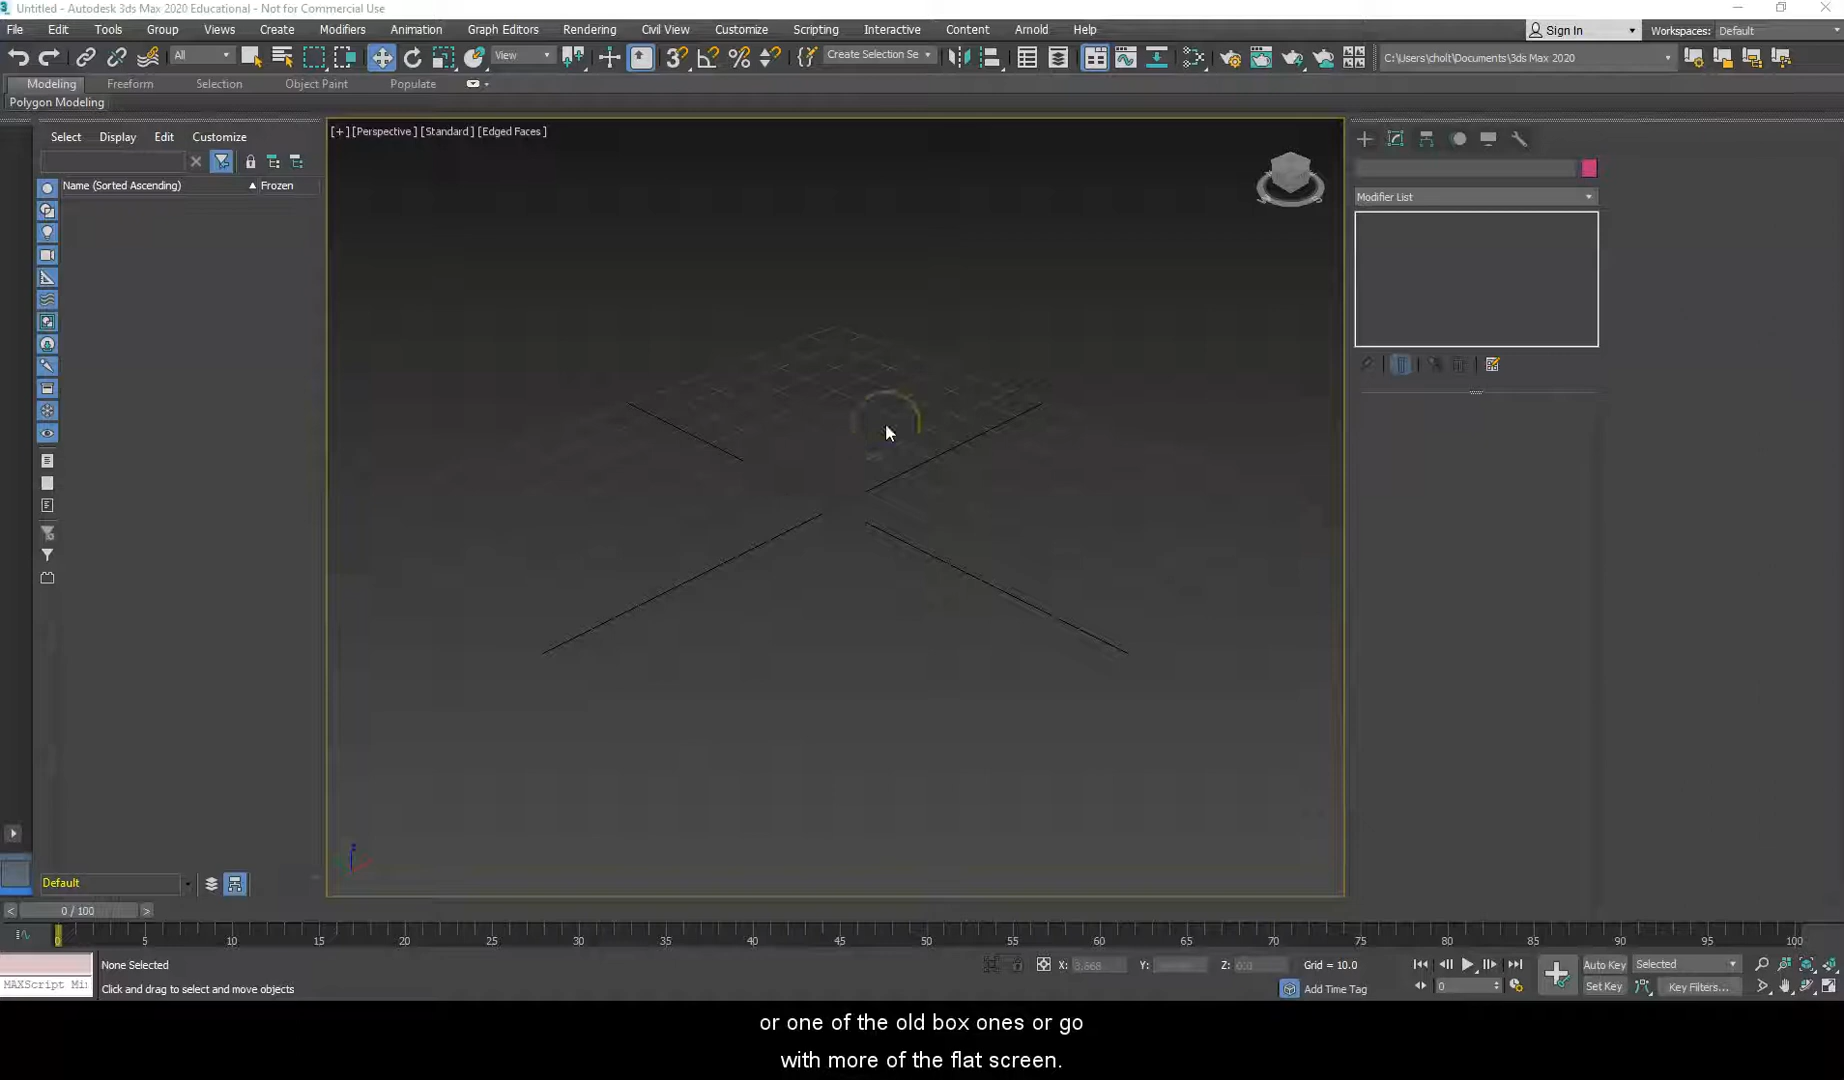 Untitled - Autodesk 3ds Max 2020 Educational - Not for Commercial Use
File Edit Tools Group Views Create Modifiers Animation Graph Editors Rendering Civil View Customize Scripting Interactive Content Arnold Help
Sign In
Workspaces: Default
All
View
Create Selection Se
C:\Users\cholt\Documents\3ds Max 2020
Modeling Freeform Selection Object Paint Populate
Polygon Modeling
Select Display Edit Customize
Name (Sorted Ascending) Frozen
[+] [Perspective] [Standard] [Edged Faces]
Modifier List
Default
0 / 100
0 5 10 15 20 25 30 35 40 45 50 55 60 65 70 75 80 85 90 95 100
None Selected
X: Y: Z: 0.0 Grid = 10.0
Auto Key Selected
MAXScript Mi
Click and drag to select and move objects
Add Time Tag
0
Set Key Key Filters...
or one of the old box ones or go
with more of the flat screen.